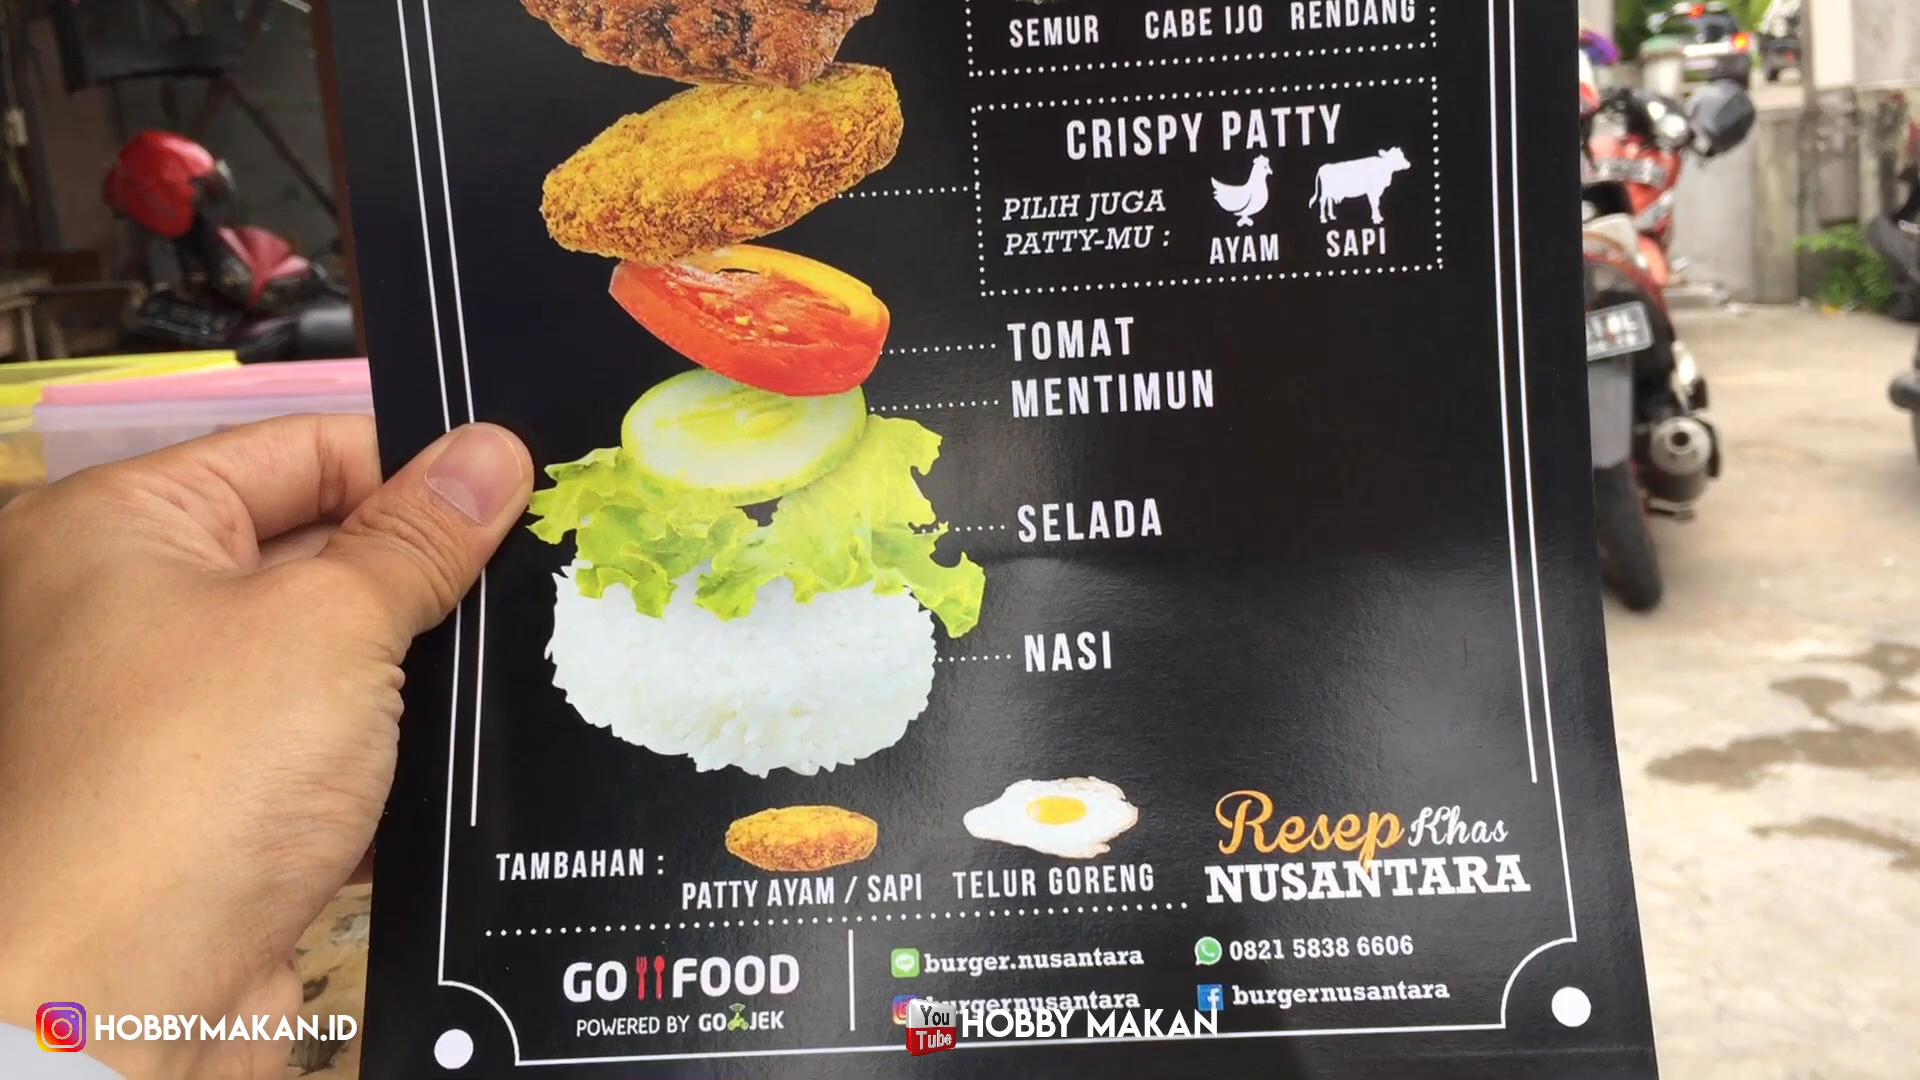 SEMUR CABE IJO RENDANG
CRISPY PATTY
PILIH JUGA
PATTY-MU :
AYAM SAPI
TOMAT
MENTIMUN
SELADA
NASI
TAMBAHAN :
PATTY AYAM / SAPI
TELUR GORENG
Resep Khas
NUSANTARA
GO FOOD
POWERED BY GO JEK
burger.nusantara
0821 5838 6606
burgernusantara
burgernusantara
HOBBYMAKAN.ID
You
Tube
HOBBY MAKAN